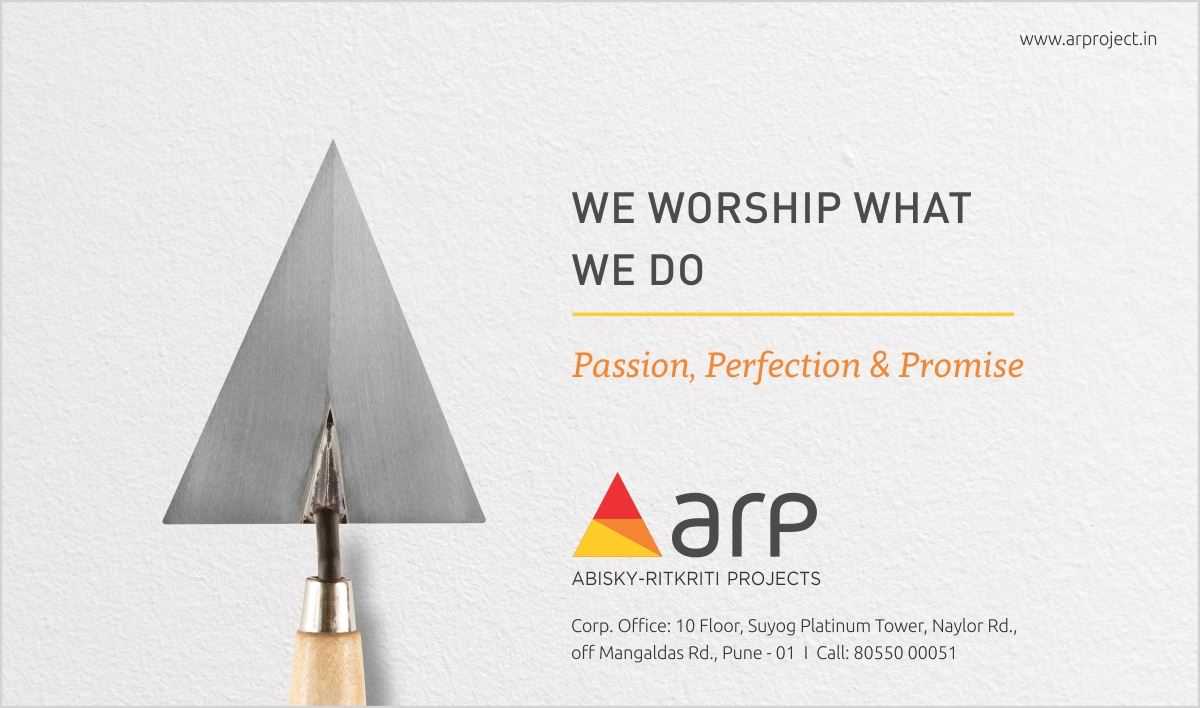 www.arproject.in
WE WORSHIP WHAT
WE DO
Passion, Perfection & Promise
arp
ABISKY-RITKRITI PROJECTS
Corp. Office: 10 Floor, Suyog Platinum Tower, Naylor Rd.,
off Mangaldas Rd., Pune - 01 I Call: 80550 00051